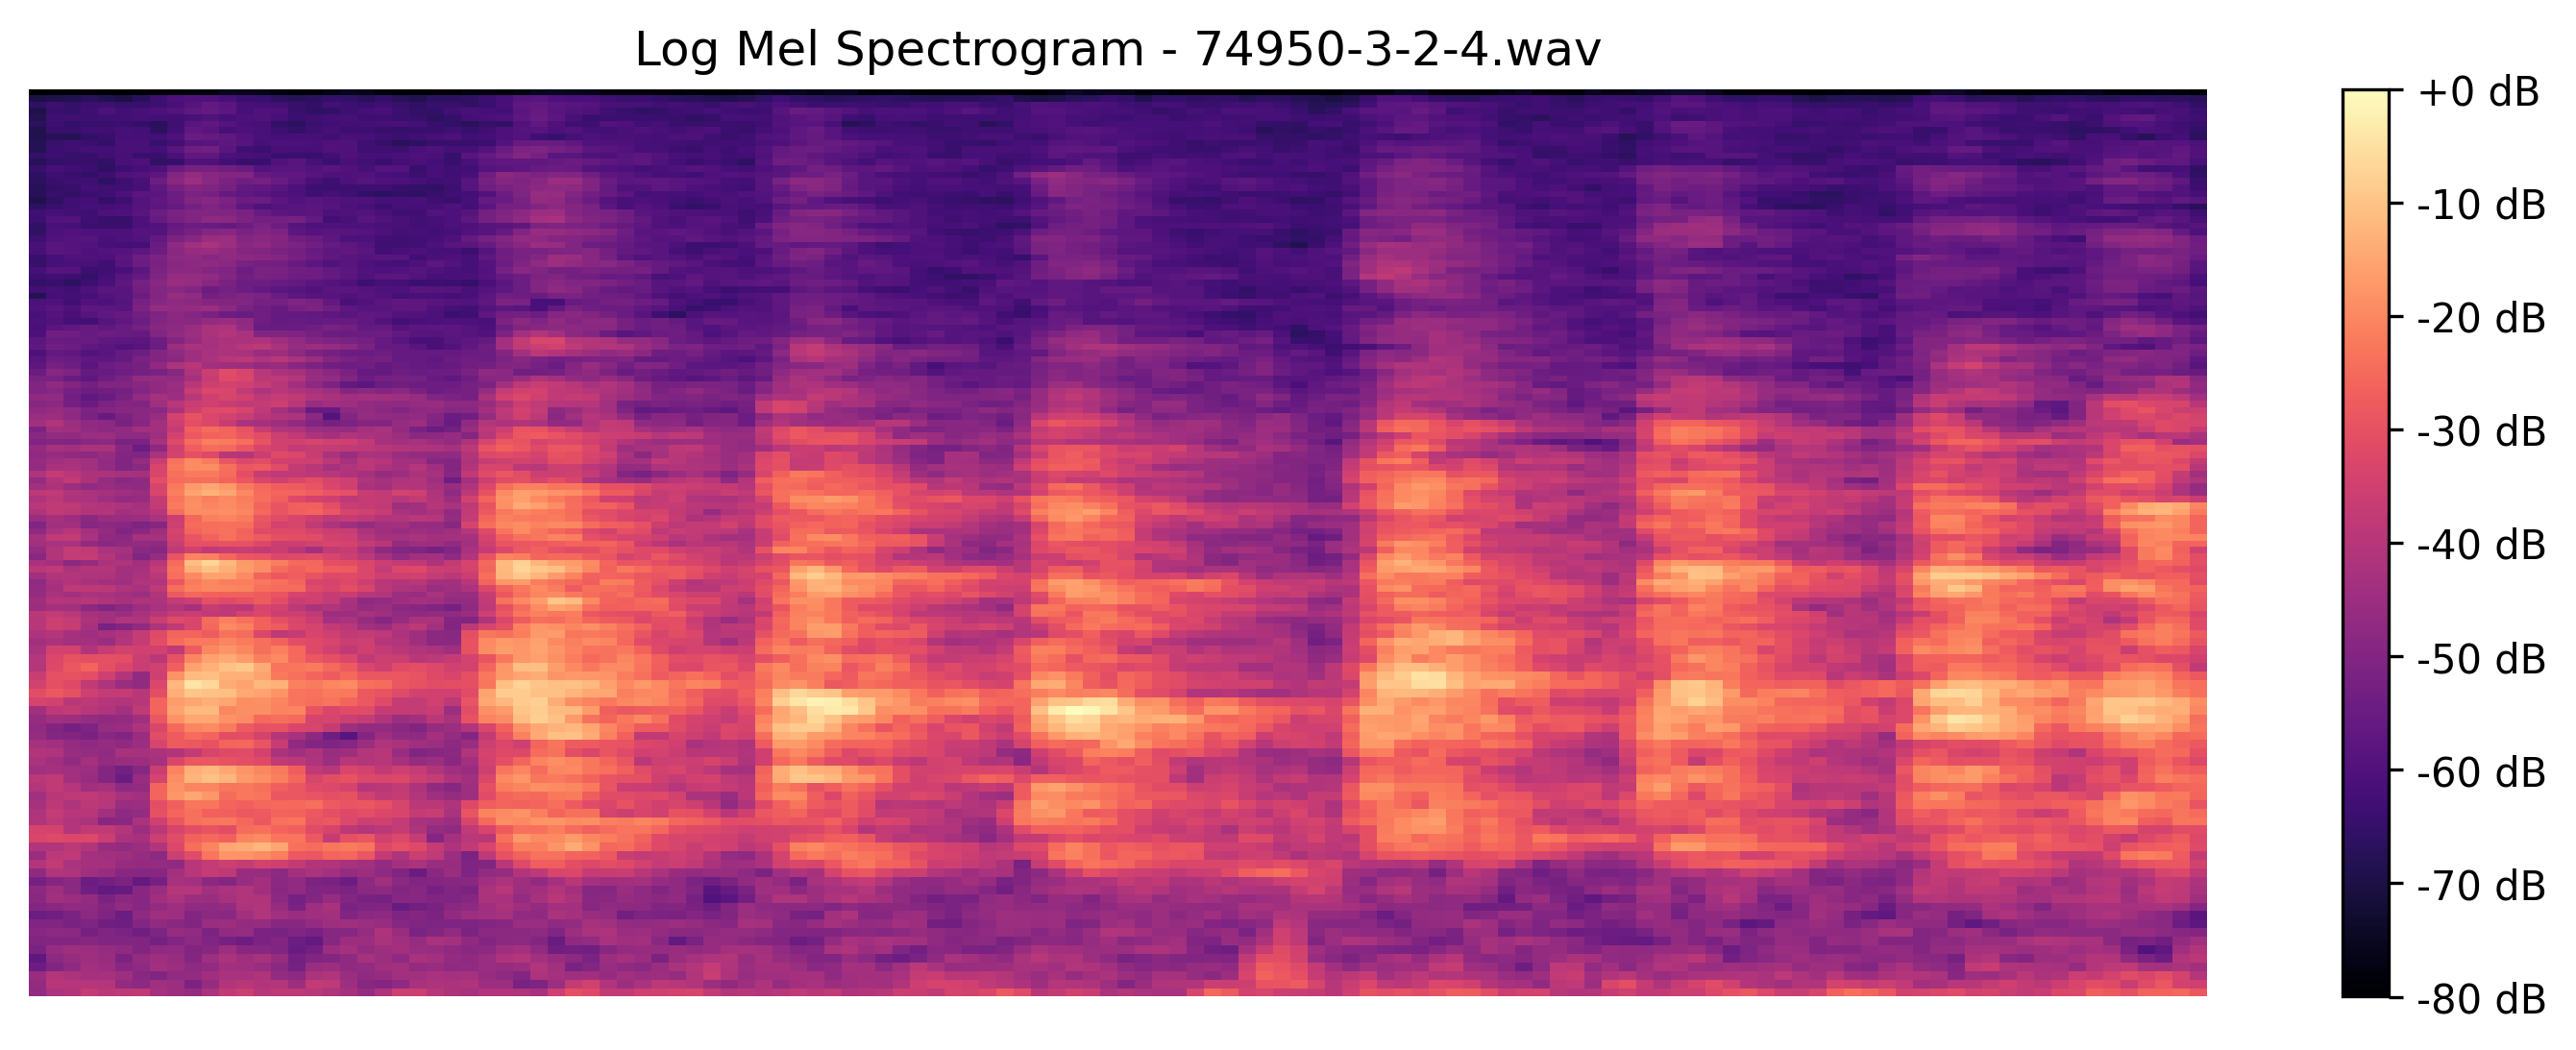 Log Mel Spectrogram - 74950-3-2-4.wav
+0 dB
-10 dB
-20 dB
-30 dB
-40 dB
-50 dB
-60 dB
-70 dB
-80 dB